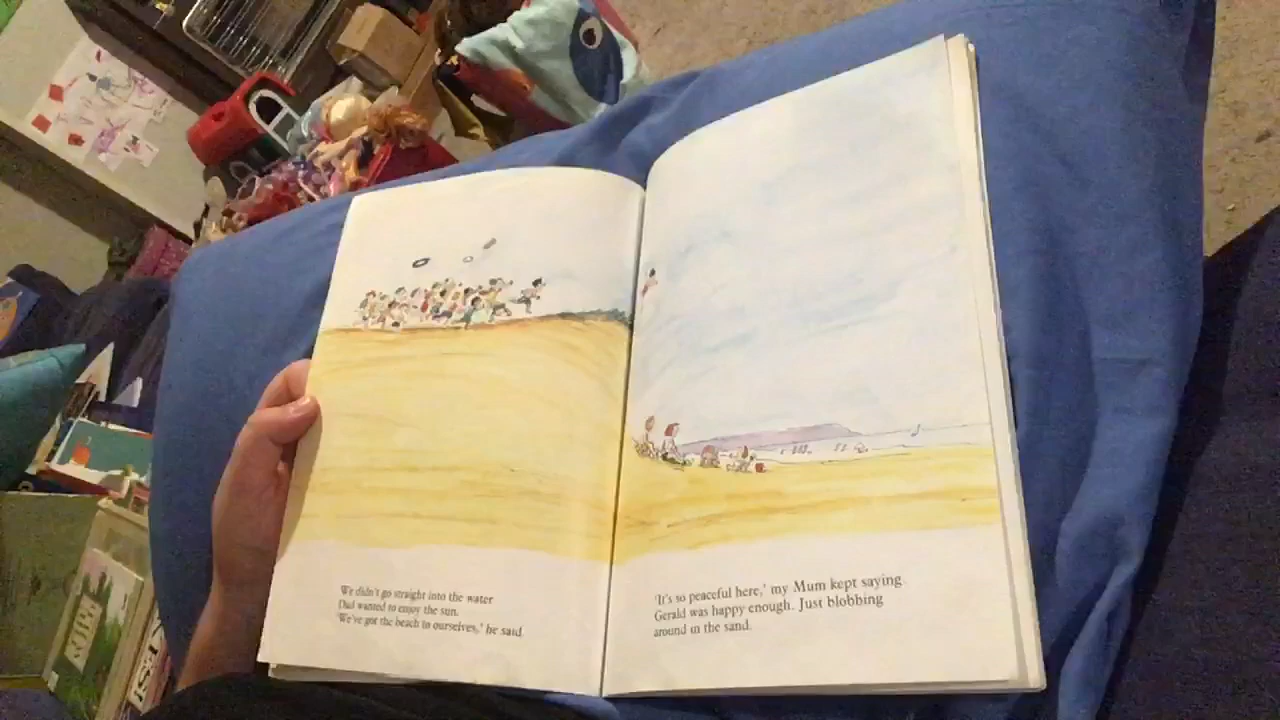 We didn't go straight into the water
Dad wanted to enjoy the sun.
'We've got the beach to ourselves,' he said
'It's so peaceful here,' my Mum kept saying.
Gerald was happy enough. Just blobbing
around in the sand.